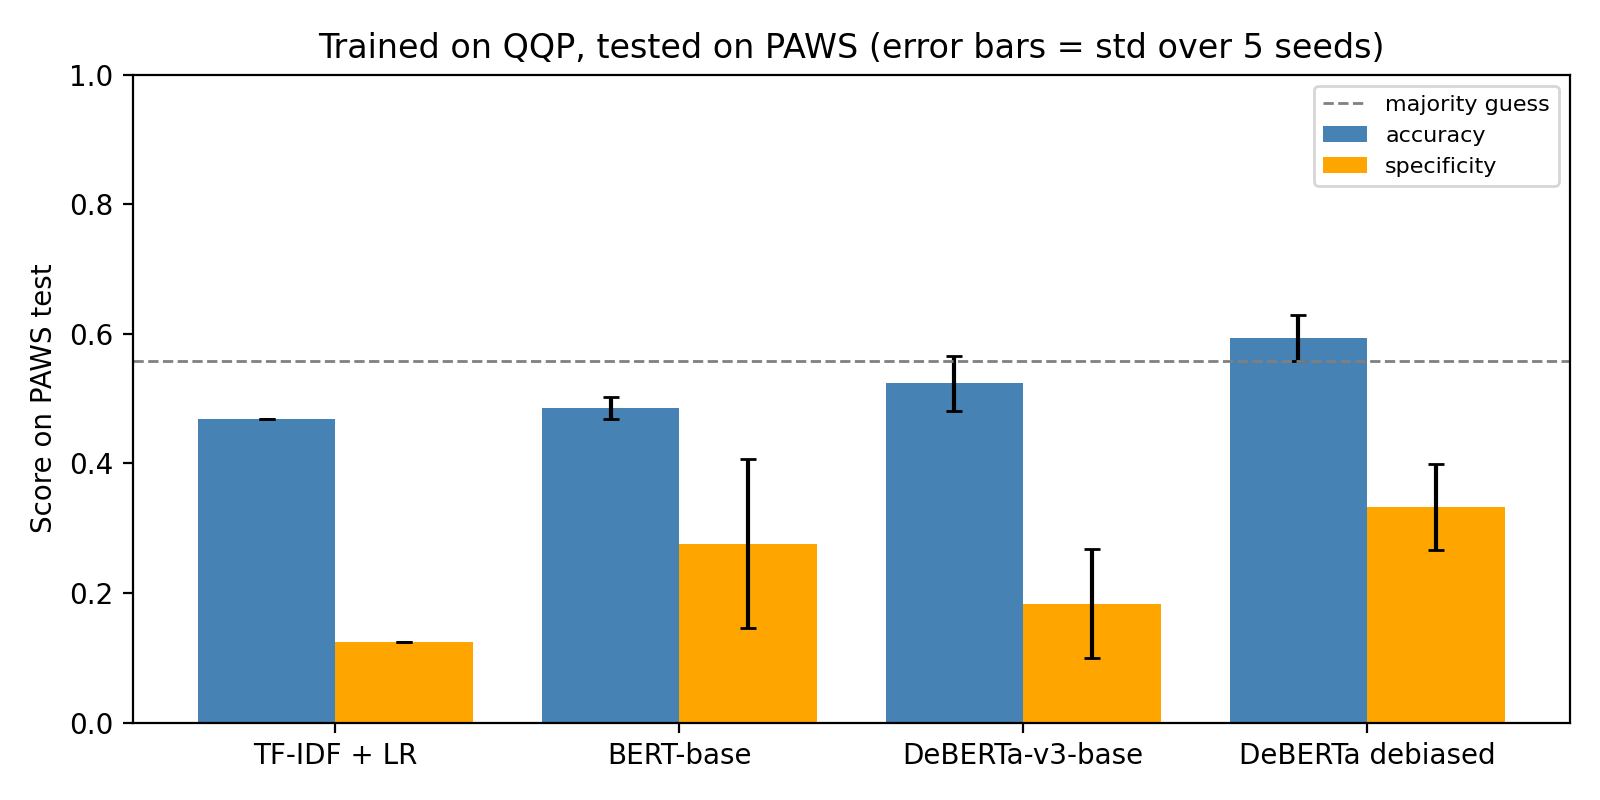 Trained on QQP, tested on PAWS (error bars = std over 5 seeds)
1.0
0.8
0.6
0.4
0.2
0.0
Score on PAWS test
majority guess
accuracy
specificity
TF-IDF + LR
BERT-base
DeBERTa-v3-base
DeBERTa debiased